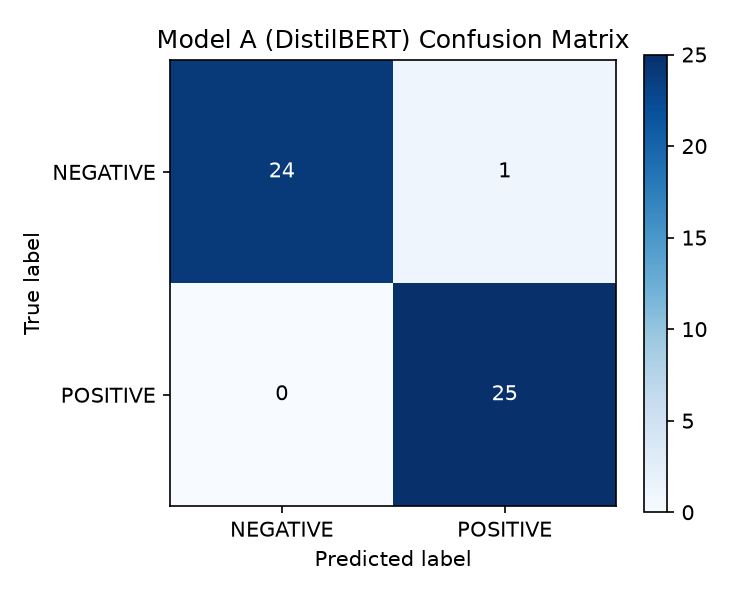 Model A (DistilBERT) Confusion Matrix
25
20
15
10
5
0
True label
NEGATIVE
24
1
POSITIVE
0
25
NEGATIVE
POSITIVE
Predicted label